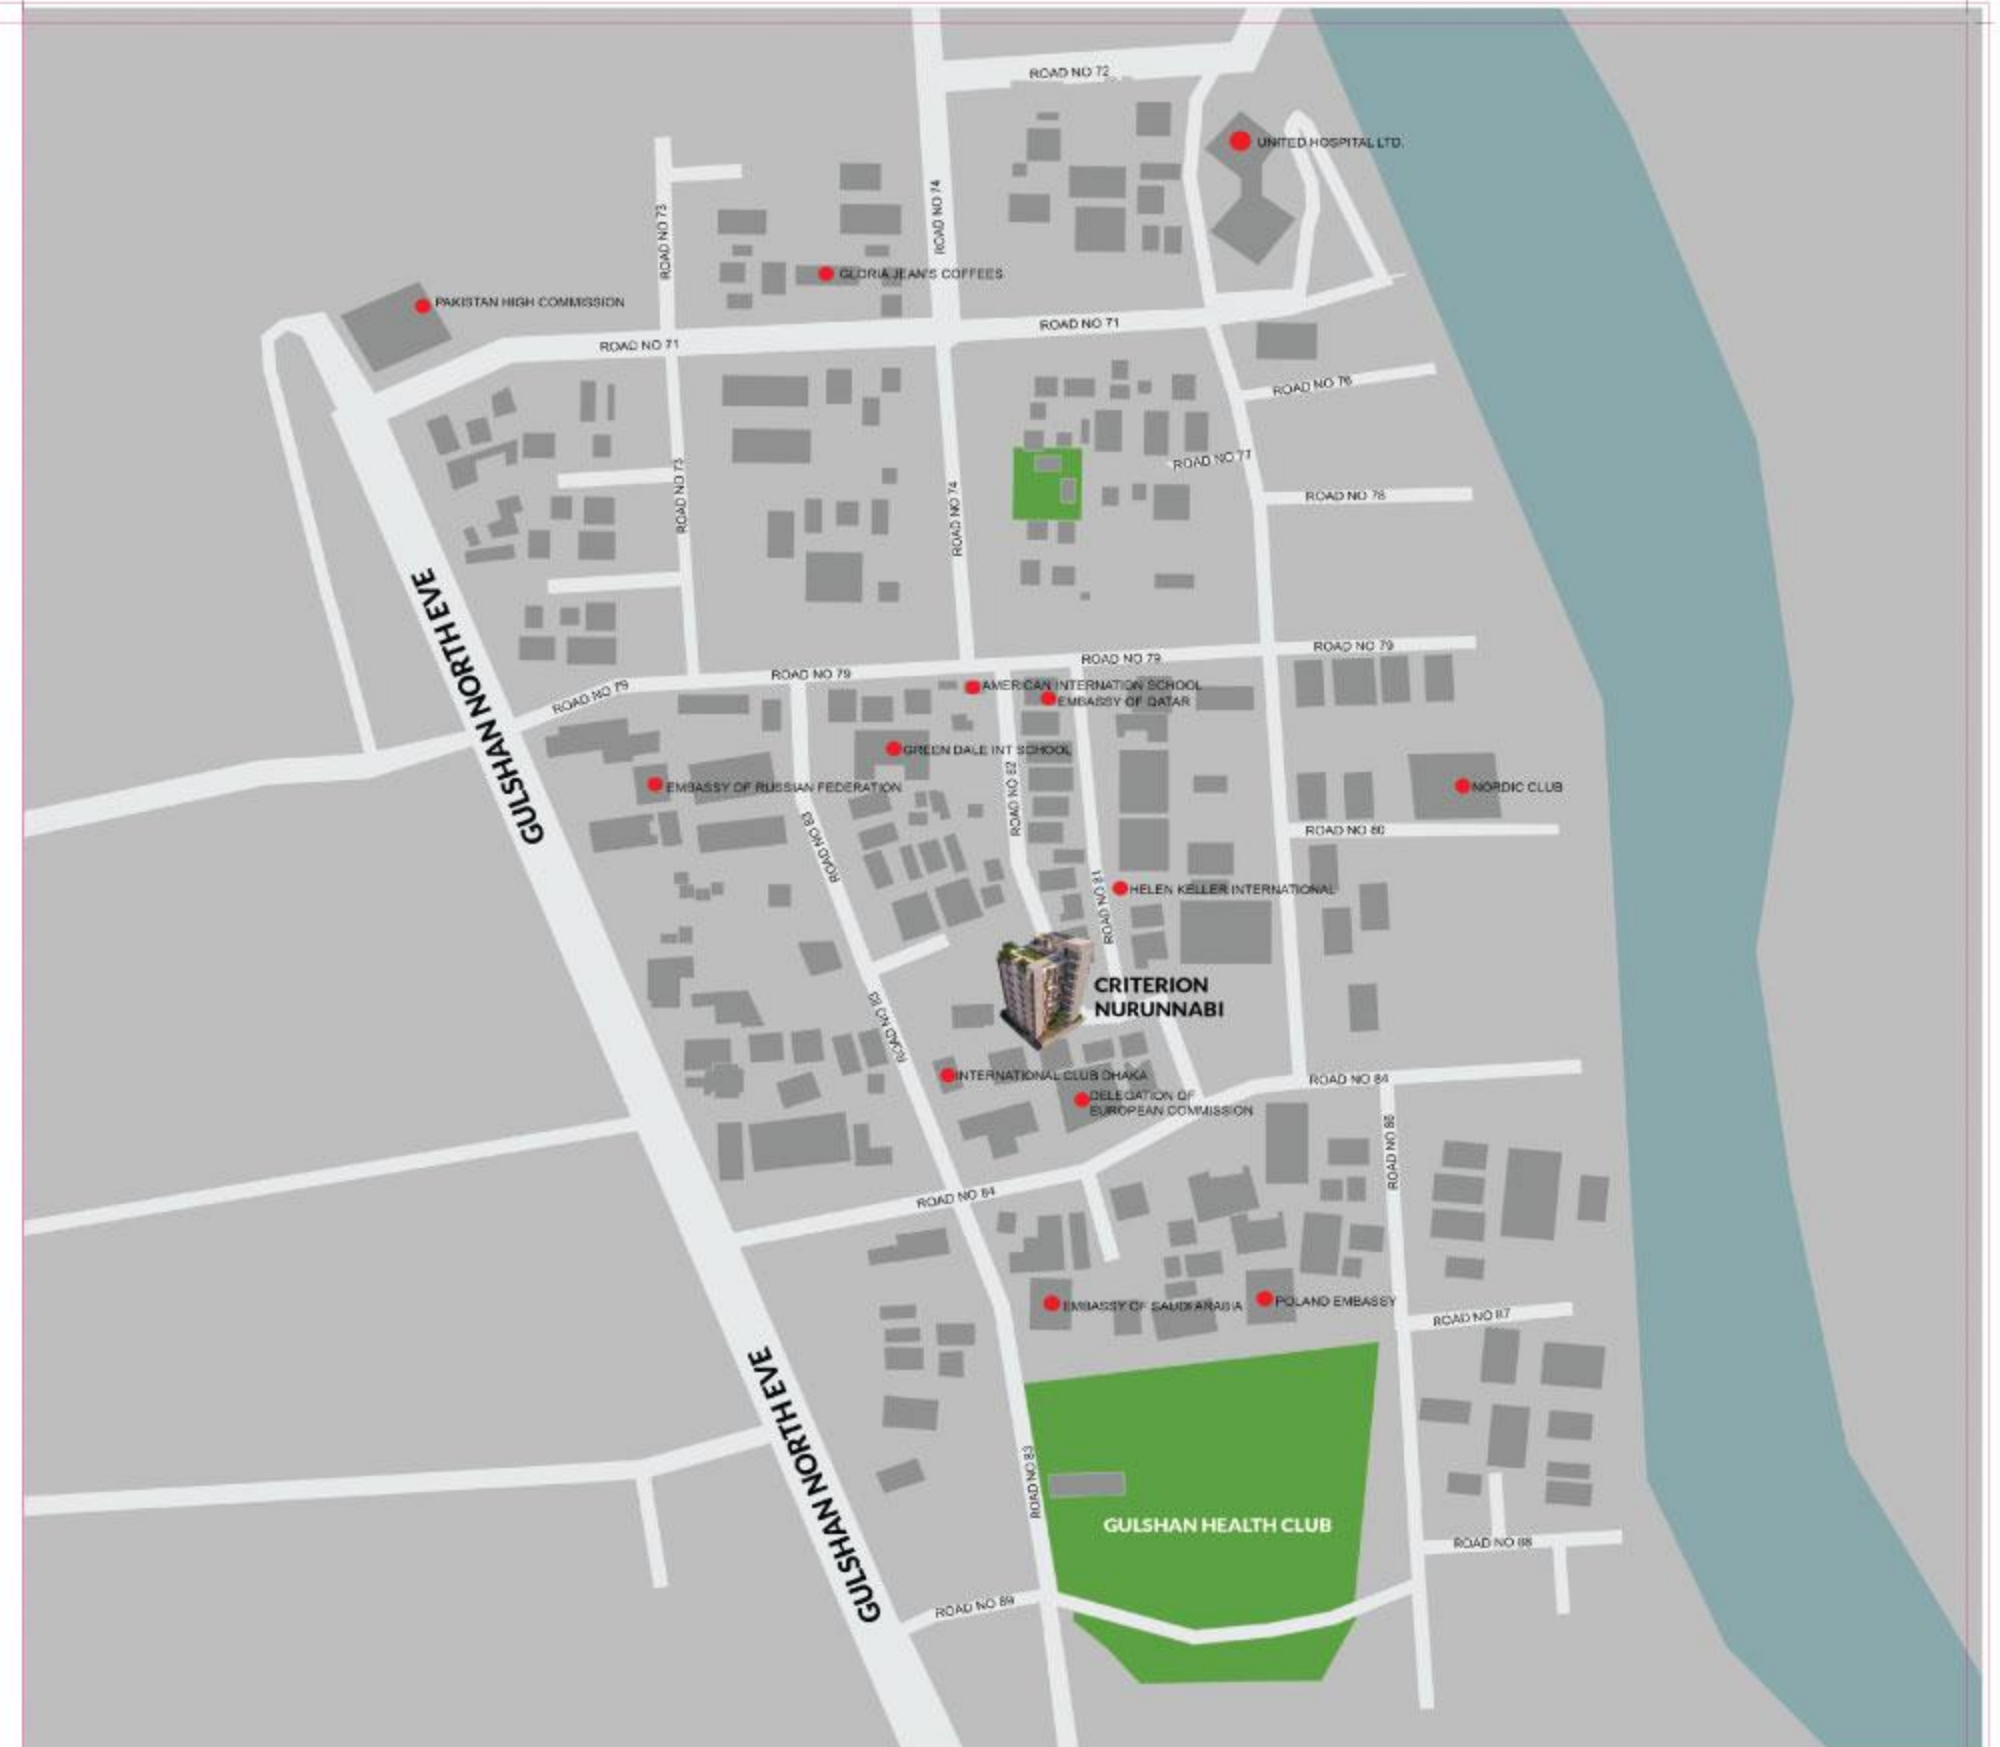 ROAD NO 72
UNITED HOSPITAL LTD.
ROAD NO 73
ROAD NO 74
GLORIA JEAN'S COFFEES
PAKISTAN HIGH COMMISSION
ROAD NO 71
ROAD NO 71
ROAD NO 76
ROAD NO 77
ROAD NO 73
ROAD NO 74
ROAD NO 78
GULSHAN NORTH EVE
ROAD NO 79
ROAD NO 79
ROAD NO 79
ROAD NO 79
AMERICAN INTERNATION SCHOOL
EMBASSY OF QATAR
GREEN DALE INT SCHOOL
EMBASSY OF RUSSIAN FEDERATION
NORDIC CLUB
ROAD NO 82
ROAD NO 83
ROAD NO 80
HELEN KELLER INTERNATIONAL
ROAD NO 81
CRITERION
NURUNNABI
ROAD NO 83
INTERNATIONAL CLUB DHAKA
ROAD NO 84
DELEGATION OF
EUROPEAN COMMISSION
ROAD NO 86
ROAD NO 84
EMBASSY OF SAUDI ARABIA
POLAND EMBASSY
ROAD NO 87
GULSHAN NORTH EVE
ROAD NO 83
GULSHAN HEALTH CLUB
ROAD NO 88
ROAD NO 89